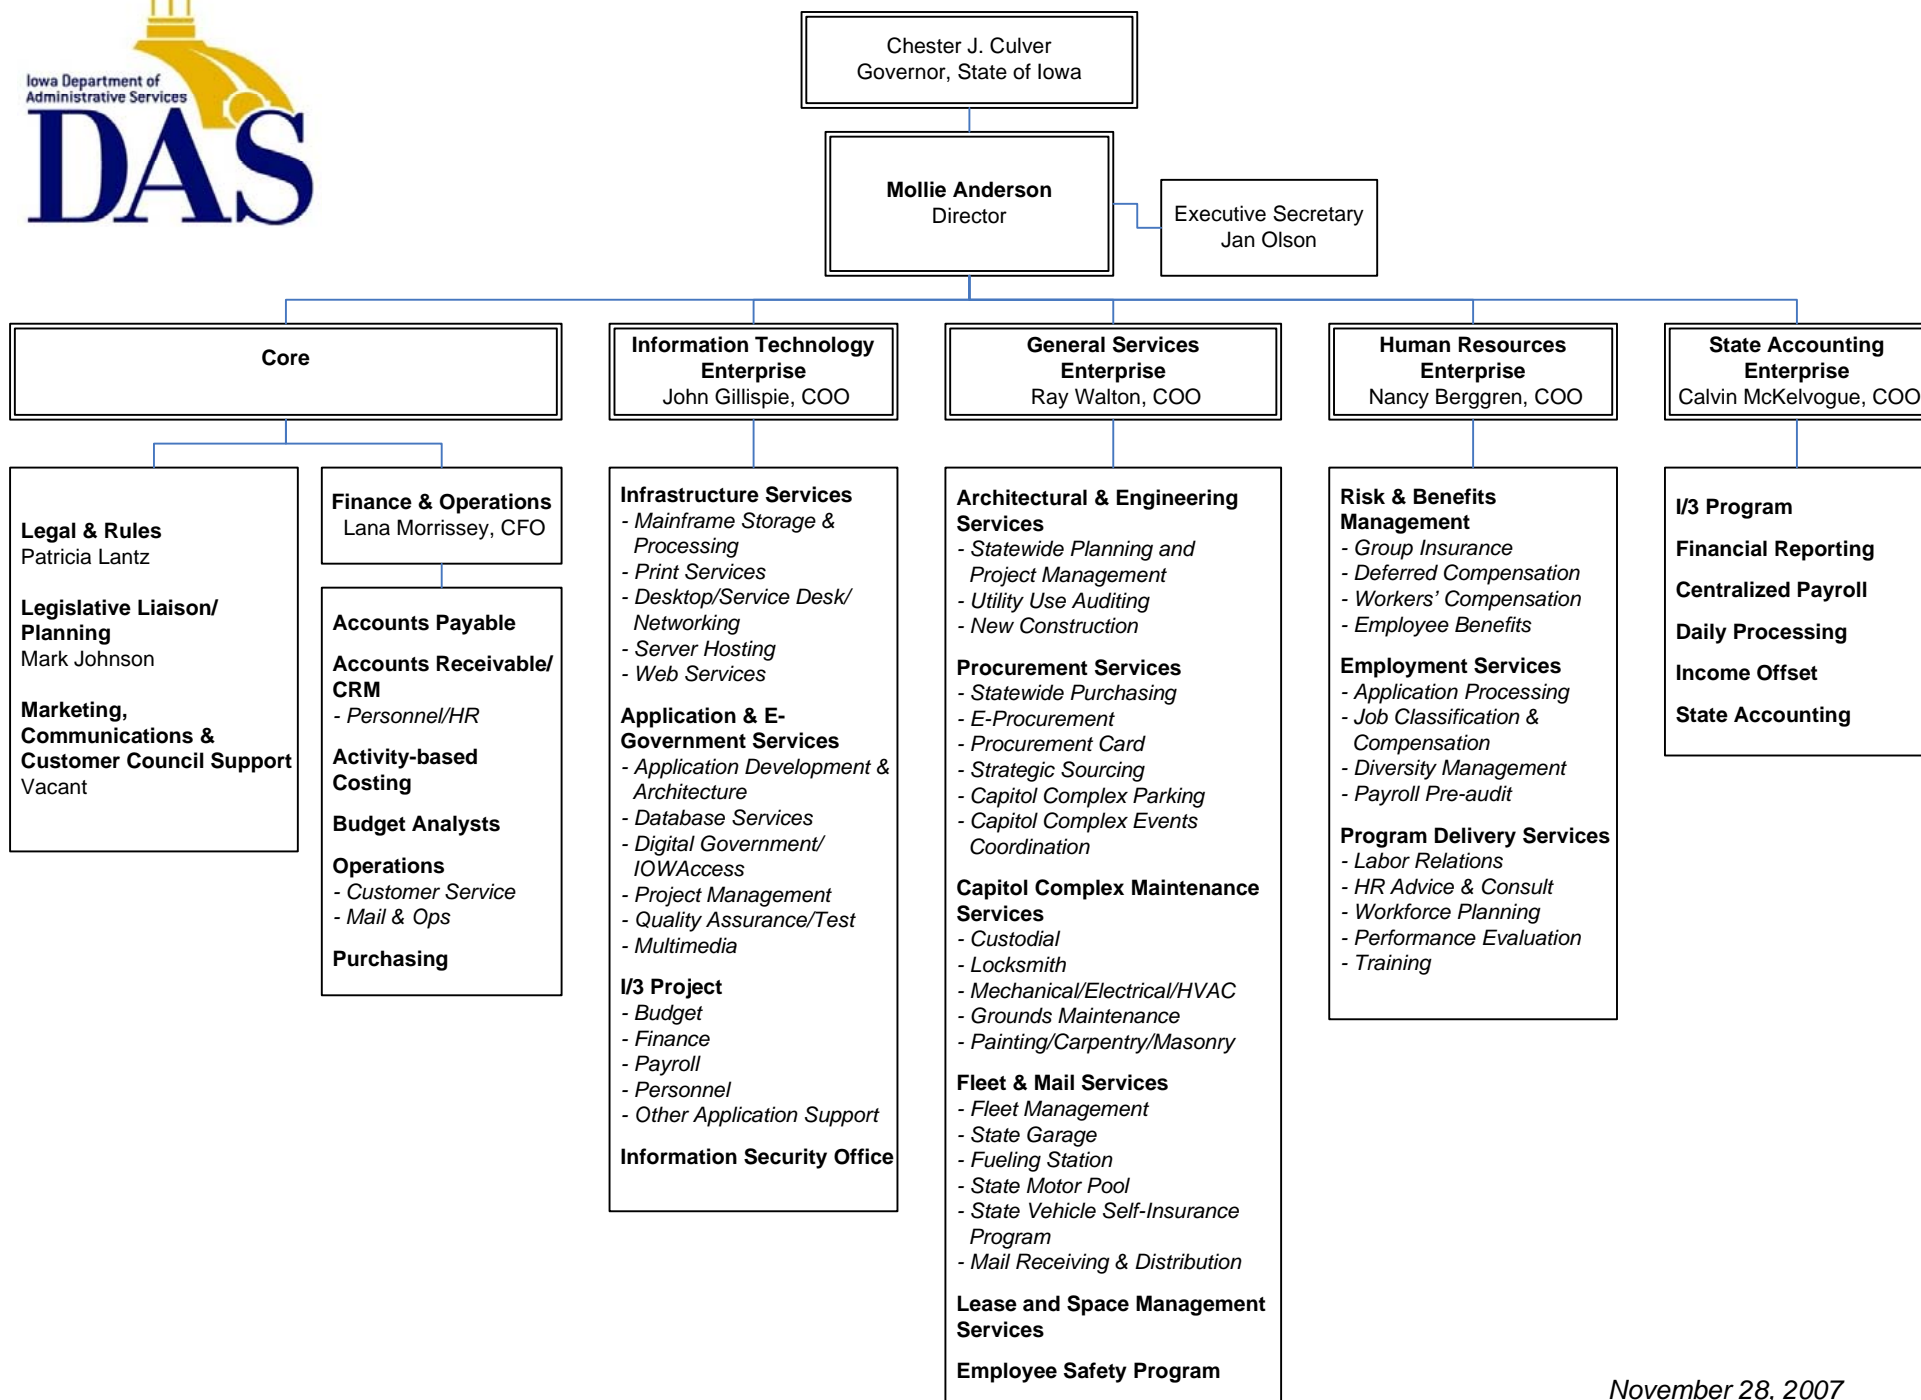 Iowa Department of
Administrative Services
DAS
Chester J. Culver
Governor, State of Iowa
Mollie Anderson
Director
Executive Secretary
Jan Olson
Core
Information Technology
Enterprise
John Gillispie, COO
General Services
Enterprise
Ray Walton, COO
Human Resources
Enterprise
Nancy Berggren, COO
State Accounting
Enterprise
Calvin McKelvogue, COO
Legal & Rules
Patricia Lantz
Legislative Liaison/
Planning
Mark Johnson
Marketing,
Communications &
Customer Council Support
Vacant
Finance & Operations
Lana Morrissey, CFO
Accounts Payable
Accounts Receivable/
CRM
- Personnel/HR
Activity-based
Costing
Budget Analysts
Operations
- Customer Service
- Mail & Ops
Purchasing
Infrastructure Services
- Mainframe Storage &
Processing
- Print Services
- Desktop/Service Desk/
Networking
- Server Hosting
- Web Services
Application & E-
Government Services
- Application Development &
Architecture
- Database Services
- Digital Government/
IOWAccess
- Project Management
- Quality Assurance/Test
- Multimedia
I/3 Project
- Budget
- Finance
- Payroll
- Personnel
- Other Application Support
Information Security Office
Architectural & Engineering
Services
- Statewide Planning and
Project Management
- Utility Use Auditing
- New Construction
Procurement Services
- Statewide Purchasing
- E-Procurement
- Procurement Card
- Strategic Sourcing
- Capitol Complex Parking
- Capitol Complex Events
Coordination
Capitol Complex Maintenance
Services
- Custodial
- Locksmith
- Mechanical/Electrical/HVAC
- Grounds Maintenance
- Painting/Carpentry/Masonry
Fleet & Mail Services
- Fleet Management
- State Garage
- Fueling Station
- State Motor Pool
- State Vehicle Self-Insurance
Program
- Mail Receiving & Distribution
Lease and Space Management
Services
Employee Safety Program
Risk & Benefits
Management
- Group Insurance
- Deferred Compensation
- Workers' Compensation
- Employee Benefits
Employment Services
- Application Processing
- Job Classification &
Compensation
- Diversity Management
- Payroll Pre-audit
Program Delivery Services
- Labor Relations
- HR Advice & Consult
- Workforce Planning
- Performance Evaluation
- Training
I/3 Program
Financial Reporting
Centralized Payroll
Daily Processing
Income Offset
State Accounting
November 28, 2007